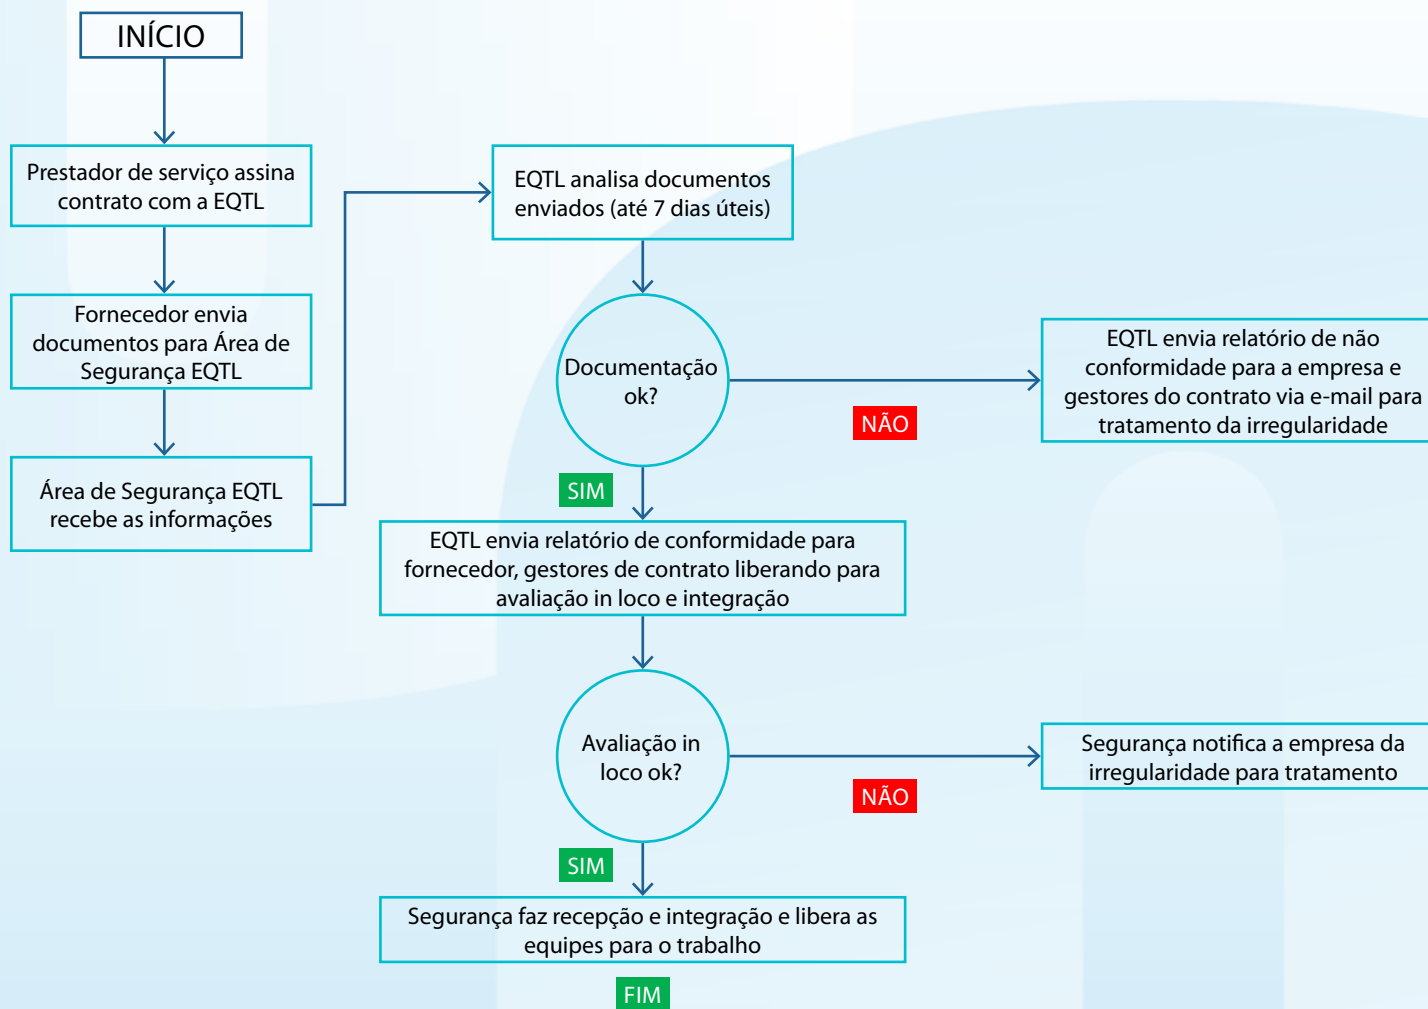 INÍCIO
Prestador de serviço assina
contrato com a EQTL
Fornecedor envia
documentos para Área de
Segurança EQTL
Área de Segurança EQTL
recebe as informações
EQTL analisa documentos
enviados (até 7 dias úteis)
Documentação
ok?
NÃO
EQTL envia relatório de não
conformidade para a empresa e
gestores do contrato via e-mail para
tratamento da irregularidade
SIM
EQTL envia relatório de conformidade para
fornecedor, gestores de contrato liberando para
avaliação in loco e integração
Avaliação in
loco ok?
NÃO
Segurança notifica a empresa da
irregularidade para tratamento
SIM
Segurança faz recepção e integração e libera as
equipes para o trabalho
FIM